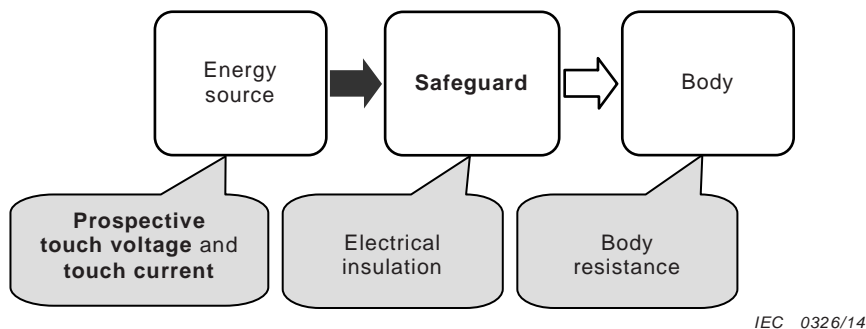 Energy
source
Safeguard
Body
Prospective
touch voltage and
touch current
Electrical
insulation
Body
resistance
IEC 0326/14